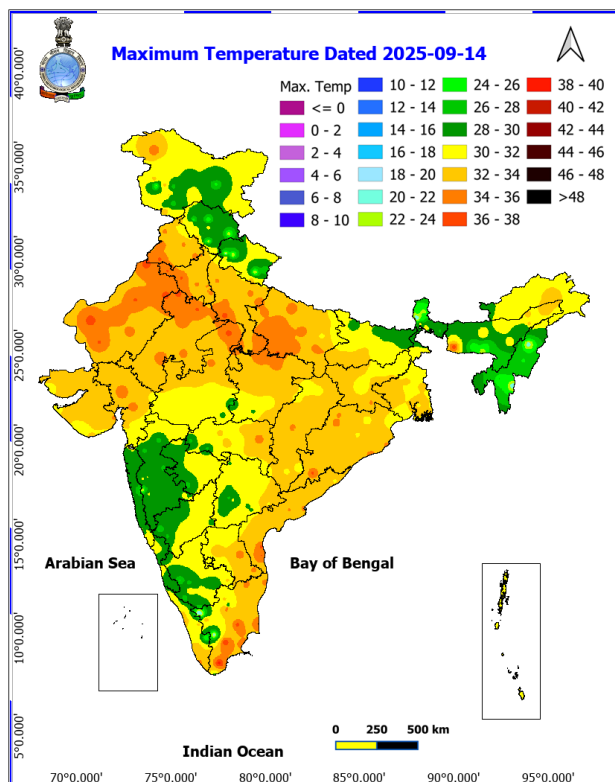 Maximum Temperature Dated 2025-09-14
Max. Temp
<= 0
0 - 2
2 - 4
4 - 6
6 - 8
8 - 10
10 - 12
12 - 14
14 - 16
16 - 18
18 - 20
20 - 22
22 - 24
24 - 26
26 - 28
28 - 30
30 - 32
32 - 34
34 - 36
36 - 38
38 - 40
40 - 42
42 - 44
44 - 46
46 - 48
>48
40°0.000'
35°0.000'
30°0.000'
25°0.000'
20°0.000'
15°0.000'
10°0.000'
5°0.000'
Arabian Sea
Bay of Bengal
Indian Ocean
0 250 500 km
70°0.000' 75°0.000' 80°0.000' 85°0.000' 90°0.000' 95°0.000'